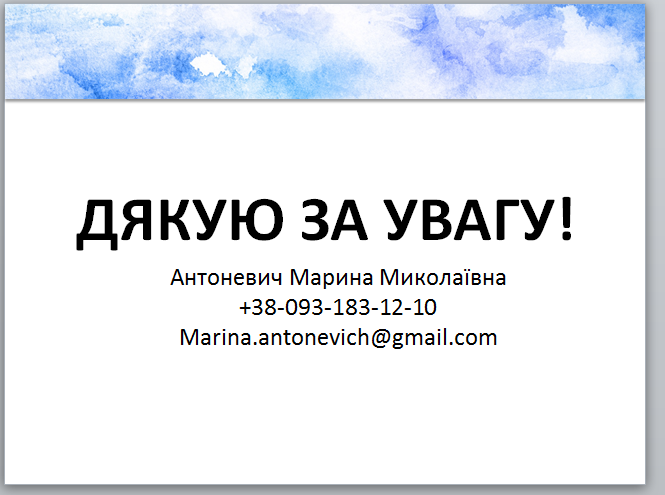 ДЯКУЮ ЗА УВАГУ!
Антоневич Марина Миколаївна
+38-093-183-12-10
Marina.antonevich@gmail.com